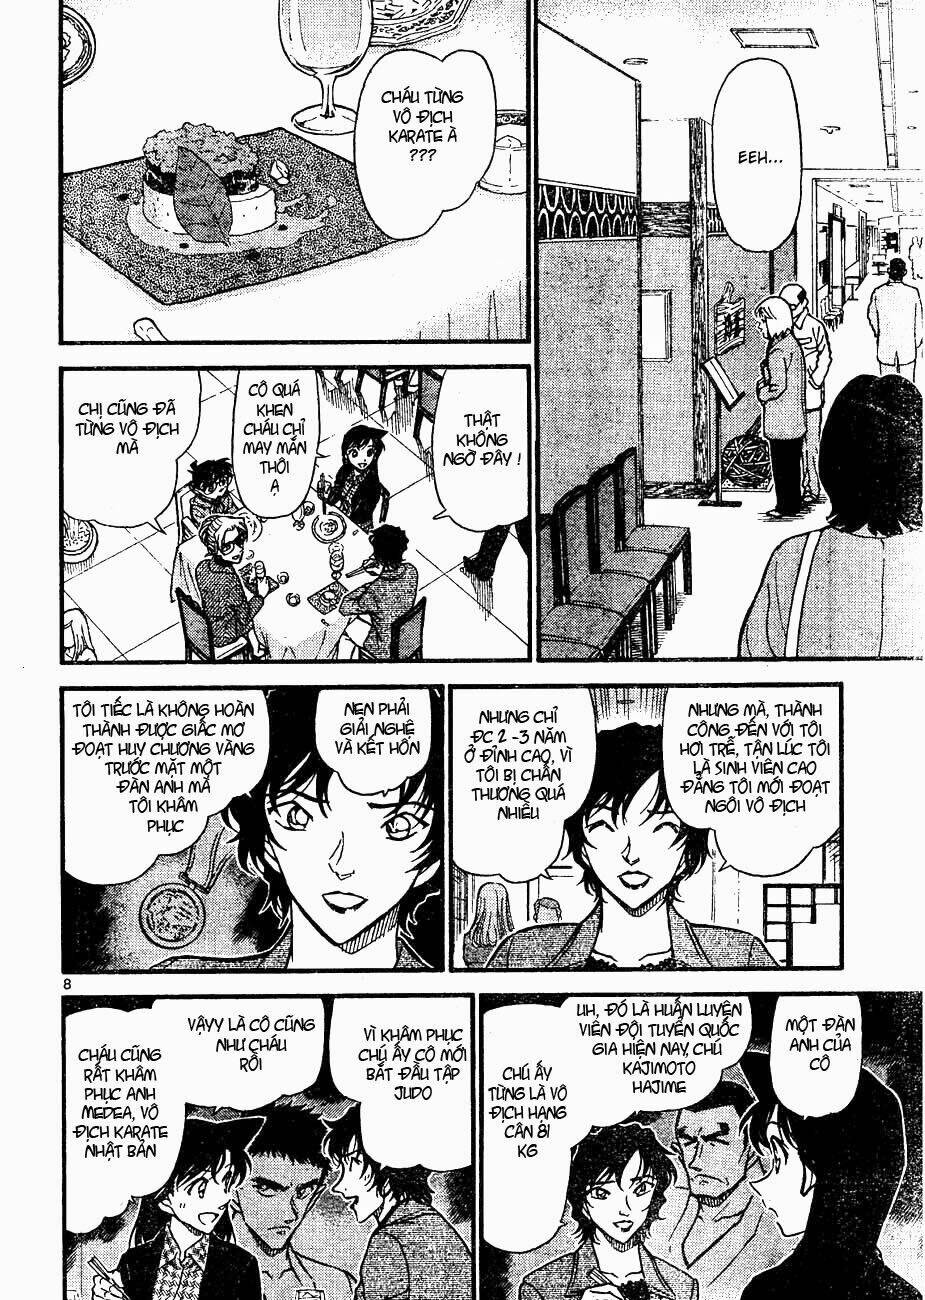 EEH...
CHÁU TỪNG
VÔ ĐỊCH
KARATE À
???
THẬT
KHÔNG
NGỜ ĐÂY !
CÔ QUÁ
KHEN
CHÁU CHỈ
MAY MẮN
THÔI
Ạ
CHỊ CŨNG ĐÃ
TỪNG VÔ ĐỊCH
MÀ
NHƯNG MÀ, THÀNH
CÔNG ĐẾN VỚI TÔI
HƠI TRỄ, TẬN LÚC TÔI
LÀ SINH VIÊN CAO
ĐẲNG TÔI MỚI ĐOẠT
NGÔI VÔ ĐỊCH
NHƯNG CHỈ
ĐC 2 -3 NĂM
Ở ĐỈNH CAO, VÌ
TÔI BỊ CHẤN
THƯƠNG QUÁ
NHIỀU
NÊN PHẢI
GIẢI NGHỆ
VÀ KẾT HÔN
TÔI TIẾC LÀ KHÔNG HOÀN
THÀNH ĐƯỢC GIẤC MƠ
ĐOẠT HUY CHƯƠNG VÀNG
TRƯỚC MẶT MỘT
ĐÀN ANH MÀ
TÔI KHÂM
PHỤC
8
MỘT ĐÀN
ANH CỦA
CÔ
UH, ĐÓ LÀ HUẤN LUYỆN
VIÊN ĐỘI TUYỂN QUỐC
GIA HIỆN NAY, CHÚ
KAJIMOTO
HAJIME
CHÚ ẤY
TỪNG LÀ VÔ
ĐỊCH HẠNG
CÂN 81
KG
VÌ KHÂM PHỤC
CHÚ ẤY CÔ MỚI
BẮT ĐẦU TẬP
JUDO
VẬYY LÀ CÔ CŨNG
NHƯ CHÁU
RỒI
CHÁU CŨNG
RẤT KHÂM
PHỤC ANH
MEDEA, VÔ
ĐỊCH KARATE
NHẬT BẢN